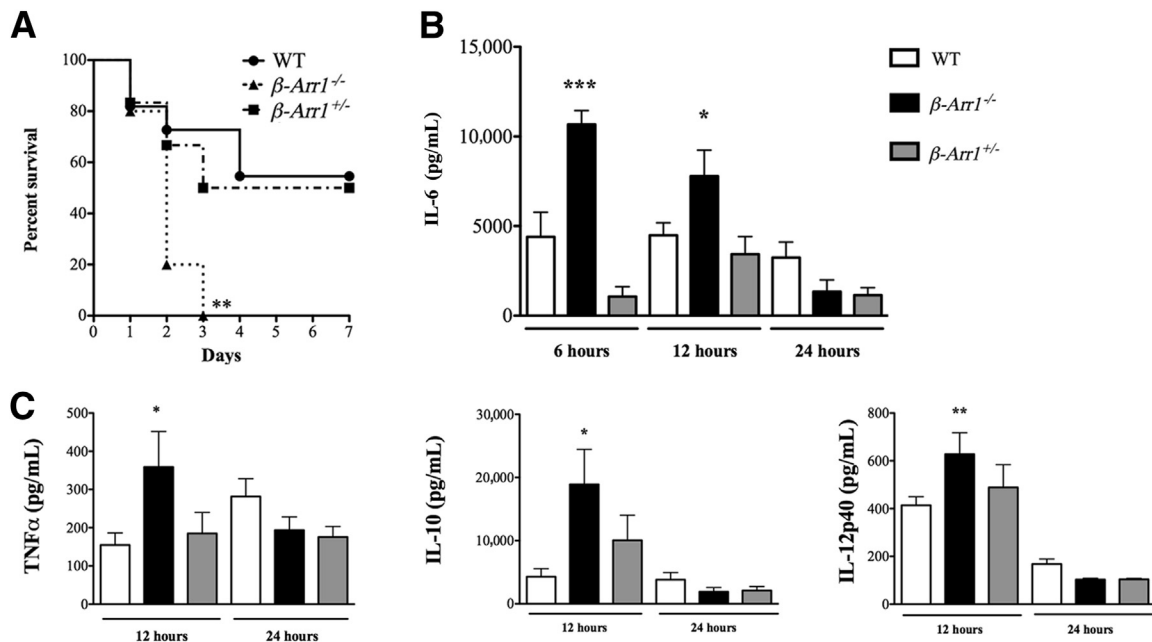 A
Percent survival
100
80
60
40
20
0
WT
β-Arr1-/-
β-Arr1+/-
**
0 1 2 3 4 5 6 7
Days
B
IL-6 (pg/mL)
15,000
10,000
5000
0
***
*
6 hours 12 hours 24 hours
WT
β-Arr1-/-
β-Arr1+/-
C
TNFα (pg/mL)
500
400
300
200
100
0
*
12 hours 24 hours
IL-10 (pg/mL)
30,000
20,000
10,000
0
*
12 hours 24 hours
IL-12p40 (pg/mL)
800
600
400
200
0
**
12 hours 24 hours